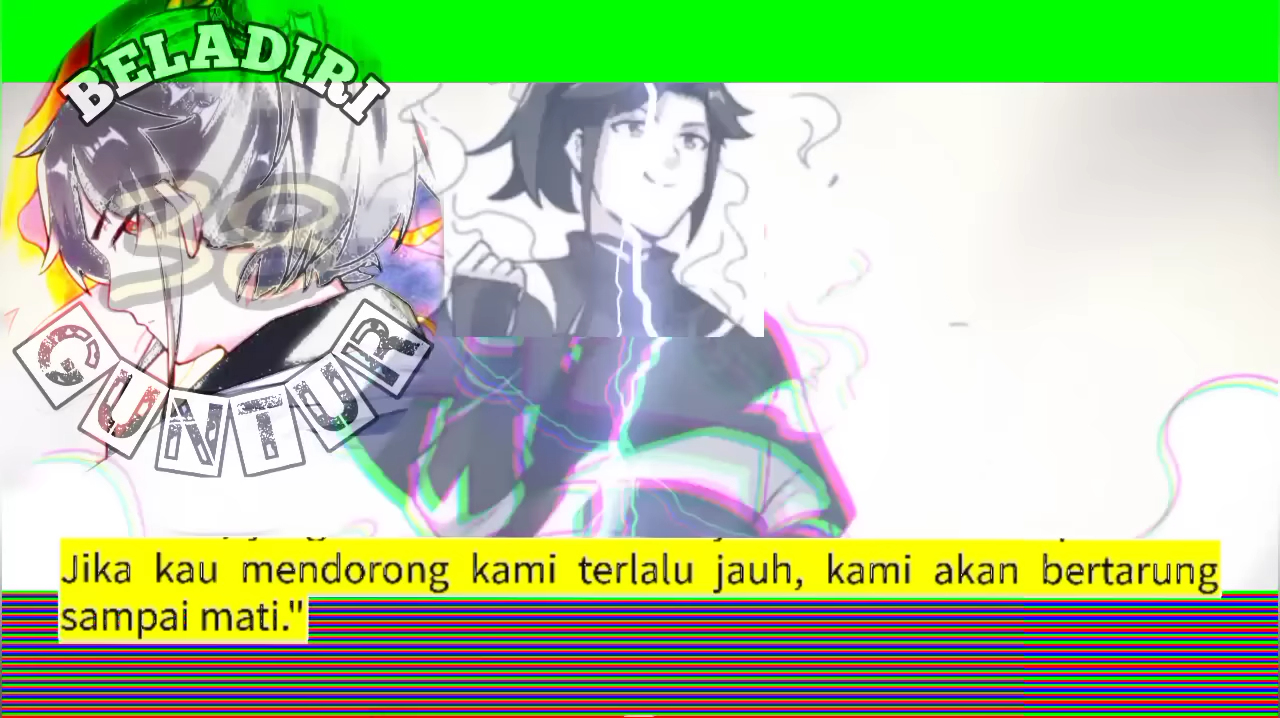 BELADIRI
GUNTUR
Jika kau mendorong kami terlalu jauh, kami akan bertarung
sampai mati."